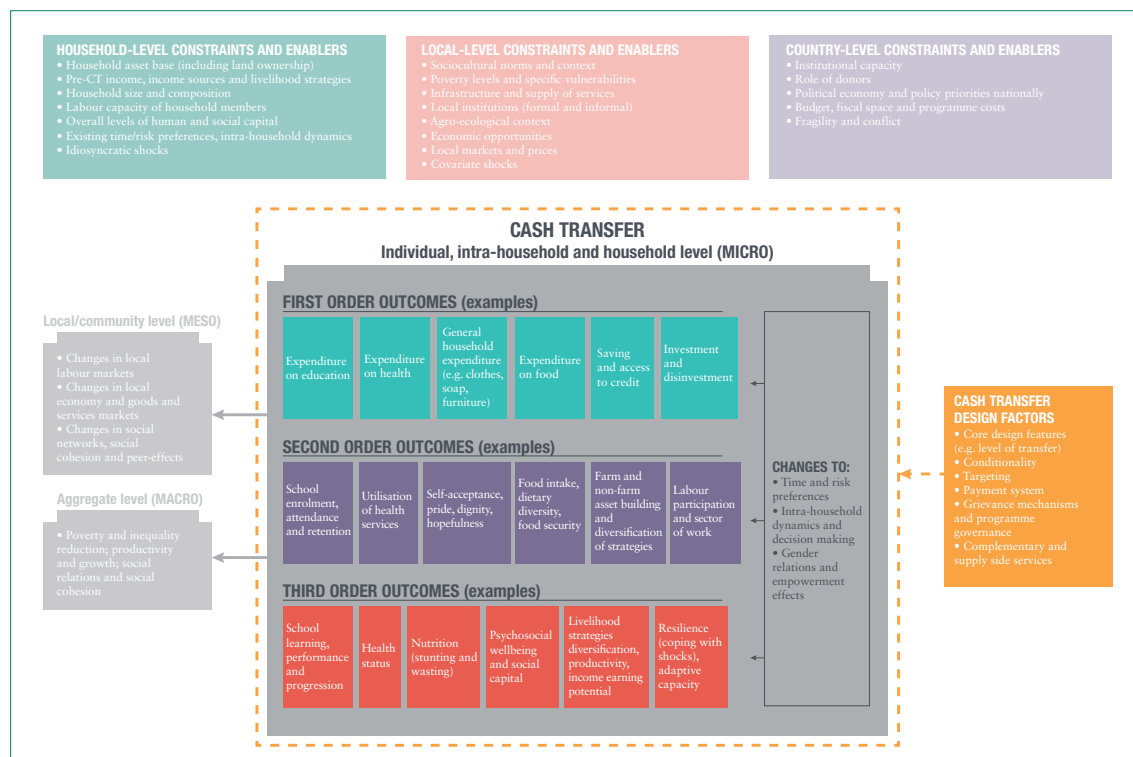 HOUSEHOLD-LEVEL CONSTRAINTS AND ENABLERS
• Household asset base (including land ownership)
• Pre-CT income, income sources and livelihood strategies
• Household size and composition
• Labour capacity of household members
• Overall levels of human and social capital
• Existing time/risk preferences, intra-household dynamics
• Idiosyncratic shocks
LOCAL-LEVEL CONSTRAINTS AND ENABLERS
• Sociocultural norms and context
• Poverty levels and specific vulnerabilities
• Infrastructure and supply of services
• Local institutions (formal and informal)
• Agro-ecological context
• Economic opportunities
• Local markets and prices
• Covariate shocks
COUNTRY-LEVEL CONSTRAINTS AND ENABLERS
• Institutional capacity
• Role of donors
• Political economy and policy priorities nationally
• Budget, fiscal space and programme costs
• Fragility and conflict
CASH TRANSFER
Individual, intra-household and household level (MICRO)
Local/community level (MESO)
• Changes in local
labour markets
• Changes in local
economy and goods and
services markets
• Changes in social
networks, social
cohesion and peer-effects
Aggregate level (MACRO)
• Poverty and inequality
reduction; productivity
and growth; social
relations and social
cohesion
FIRST ORDER OUTCOMES (examples)
Expenditure
on education
Expenditure
on health
General
household
expenditure
(e.g. clothes,
soap,
furniture)
Expenditure
on food
Saving
and access
to credit
Investment
and
disinvestment
SECOND ORDER OUTCOMES (examples)
School
enrolment,
attendance
and retention
Utilisation
of health
services
Self-acceptance,
pride, dignity,
hopefulness
Food intake,
dietary
diversity,
food security
Farm and
non-farm
asset building
and
diversification
of strategies
Labour
participation
and sector
of work
THIRD ORDER OUTCOMES (examples)
School
learning,
performance
and
progression
Health
status
Nutrition
(stunting and
wasting)
Psychosocial
wellbeing
and social
capital
Livelihood
strategies
diversification,
productivity,
income earning
potential
Resilience
(coping with
shocks),
adaptive
capacity
CHANGES TO:
• Time and risk
preferences
• Intra-household
dynamics and
decision making
• Gender
relations and
empowerment
effects
CASH TRANSFER
DESIGN FACTORS
• Core design features
(e.g. level of transfer)
• Conditionality
• Targeting
• Payment system
• Grievance mechanisms
and programme
governance
• Complementary and
supply side services